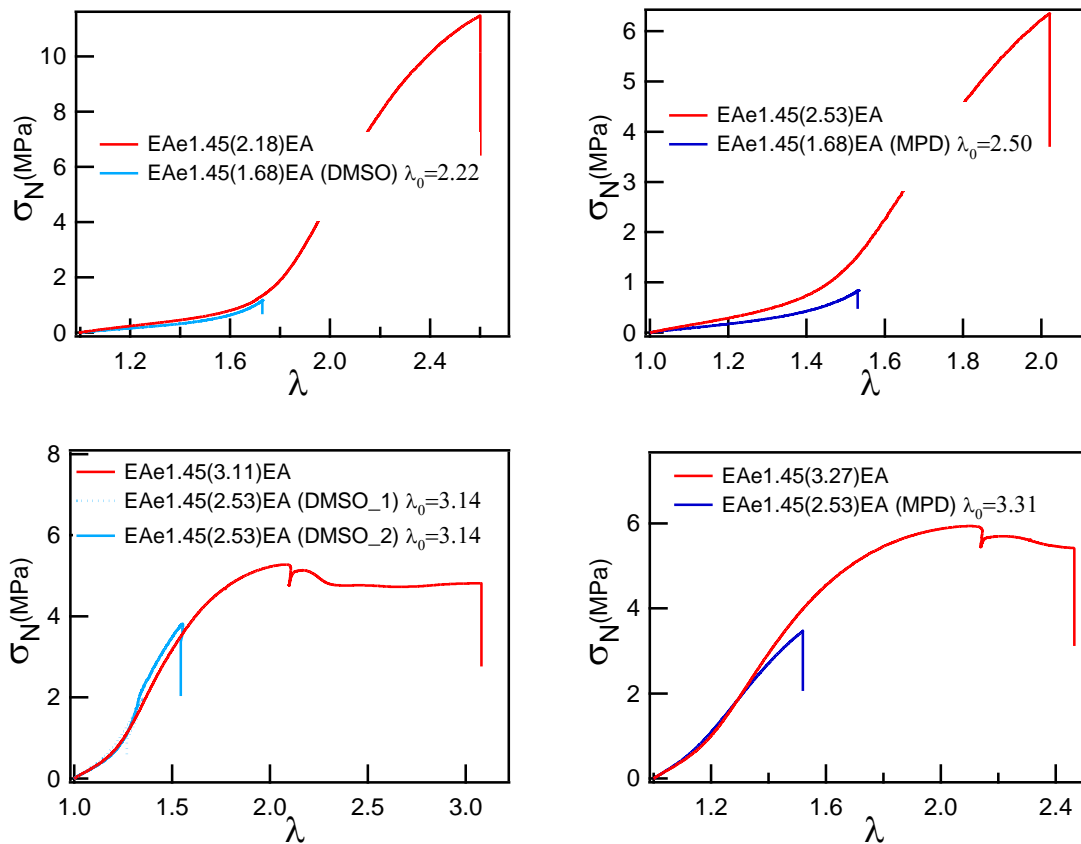 10
8
6
4
2
0
σN(MPa)
EAe1.45(2.18)EA
EAe1.45(1.68)EA (DMSO) λ0=2.22
1.2
1.6
2.0
2.4
λ
6
5
4
3
2
1
0
σN(MPa)
EAe1.45(2.53)EA
EAe1.45(1.68)EA (MPD) λ0=2.50
1.0
1.2
1.4
1.6
1.8
2.0
λ
8
6
4
2
0
σN(MPa)
EAe1.45(3.11)EA
EAe1.45(2.53)EA (DMSO_1) λ0=3.14
EAe1.45(2.53)EA (DMSO_2) λ0=3.14
1.0
1.5
2.0
2.5
3.0
λ
6
4
2
0
σN(MPa)
EAe1.45(3.27)EA
EAe1.45(2.53)EA (MPD) λ0=3.31
1.2
1.6
2.0
2.4
λ